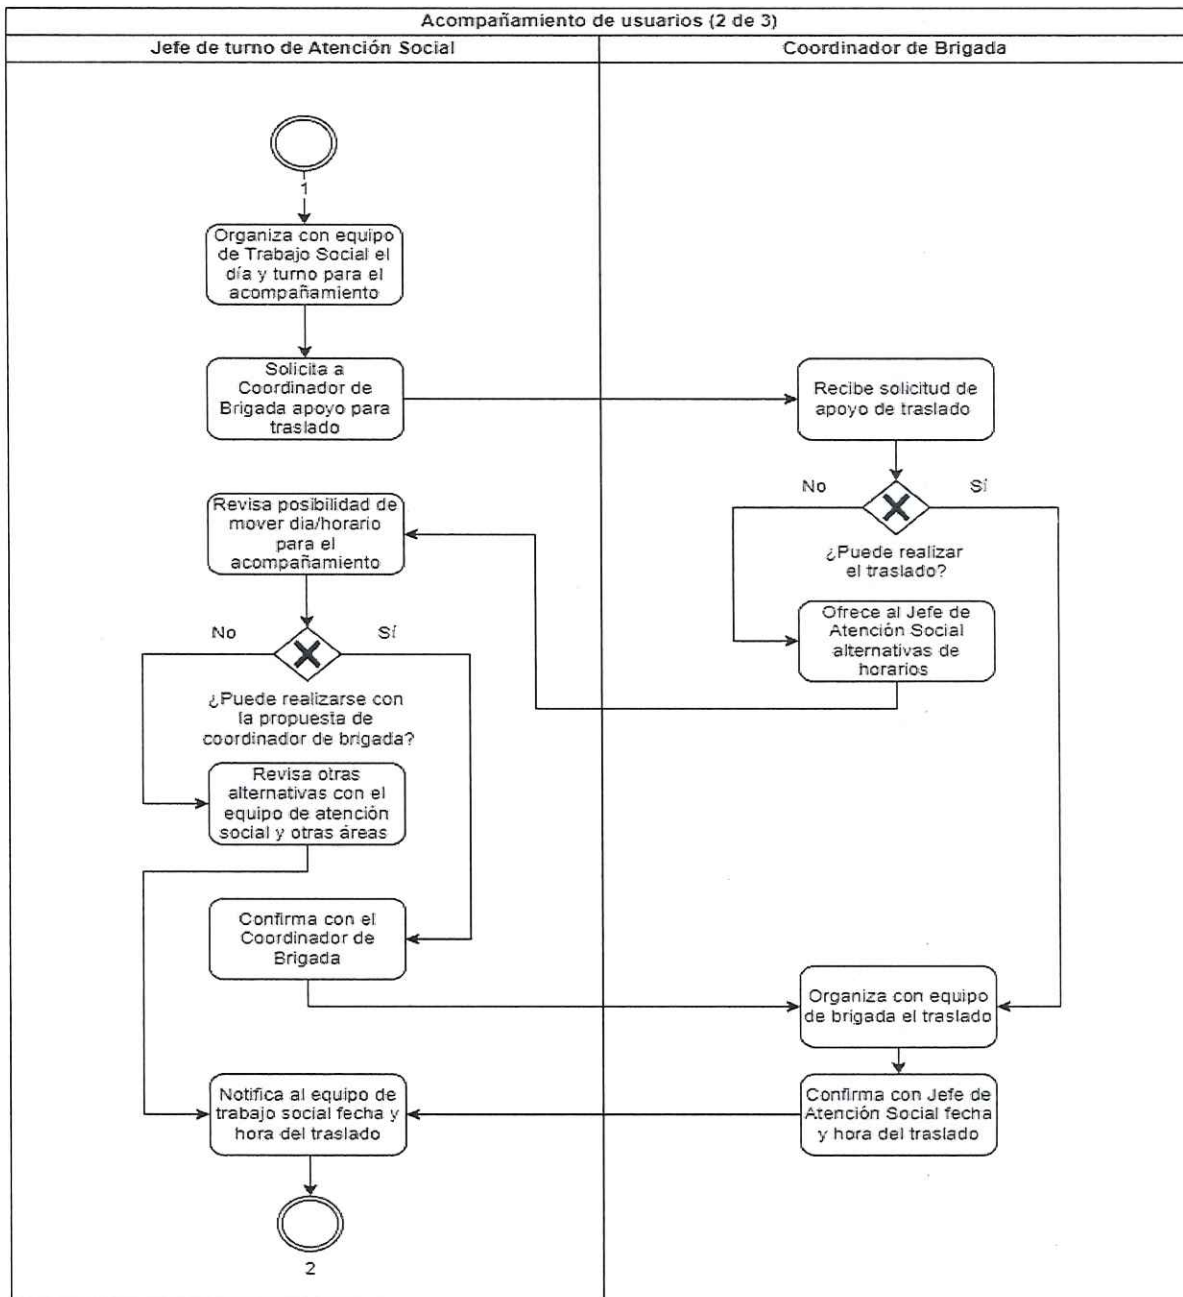 Acompañamiento de usuarios (2 de 3)
Jefe de turno de Atención Social
Coordinador de Brigada
1
Organiza con equipo
de Trabajo Social el
día y turno para el
acompañamiento
Solicita a
Coordinador de
Brigada apoyo para
traslado
Recibe solicitud de
apoyo de traslado
No
Sí
¿Puede realizar
el traslado?
Ofrece al Jefe de
Atención Social
alternativas de
horarios
Revisa posibilidad de
mover dia/horario
para el
acompañamiento
No
Sí
¿Puede realizarse con
la propuesta de
coordinador de brigada?
Revisa otras
alternativas con el
equipo de atención
social y otras áreas
Confirma con el
Coordinador de
Brigada
Organiza con equipo
de brigada el traslado
Confirma con Jefe de
Atención Social fecha
y hora del traslado
Notifica al equipo de
trabajo social fecha y
hora del traslado
2